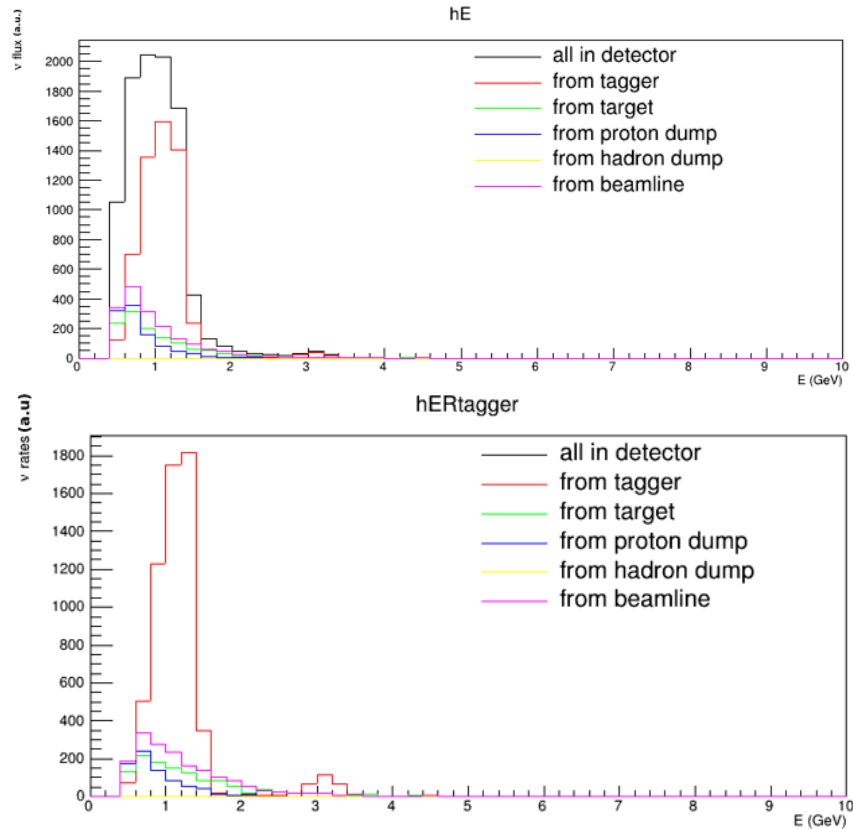 hE
ν flux (a.u.)
2000
1800
1600
1400
1200
1000
800
600
400
200
0
all in detector
from tagger
from target
from proton dump
from hadron dump
from beamline
0 1 2 3 4 5 6 7 8 9 10
E (GeV)
hERtagger
ν rates (a.u)
1800
1600
1400
1200
1000
800
600
400
200
0
all in detector
from tagger
from target
from proton dump
from hadron dump
from beamline
0 1 2 3 4 5 6 7 8 9 10
E (GeV)